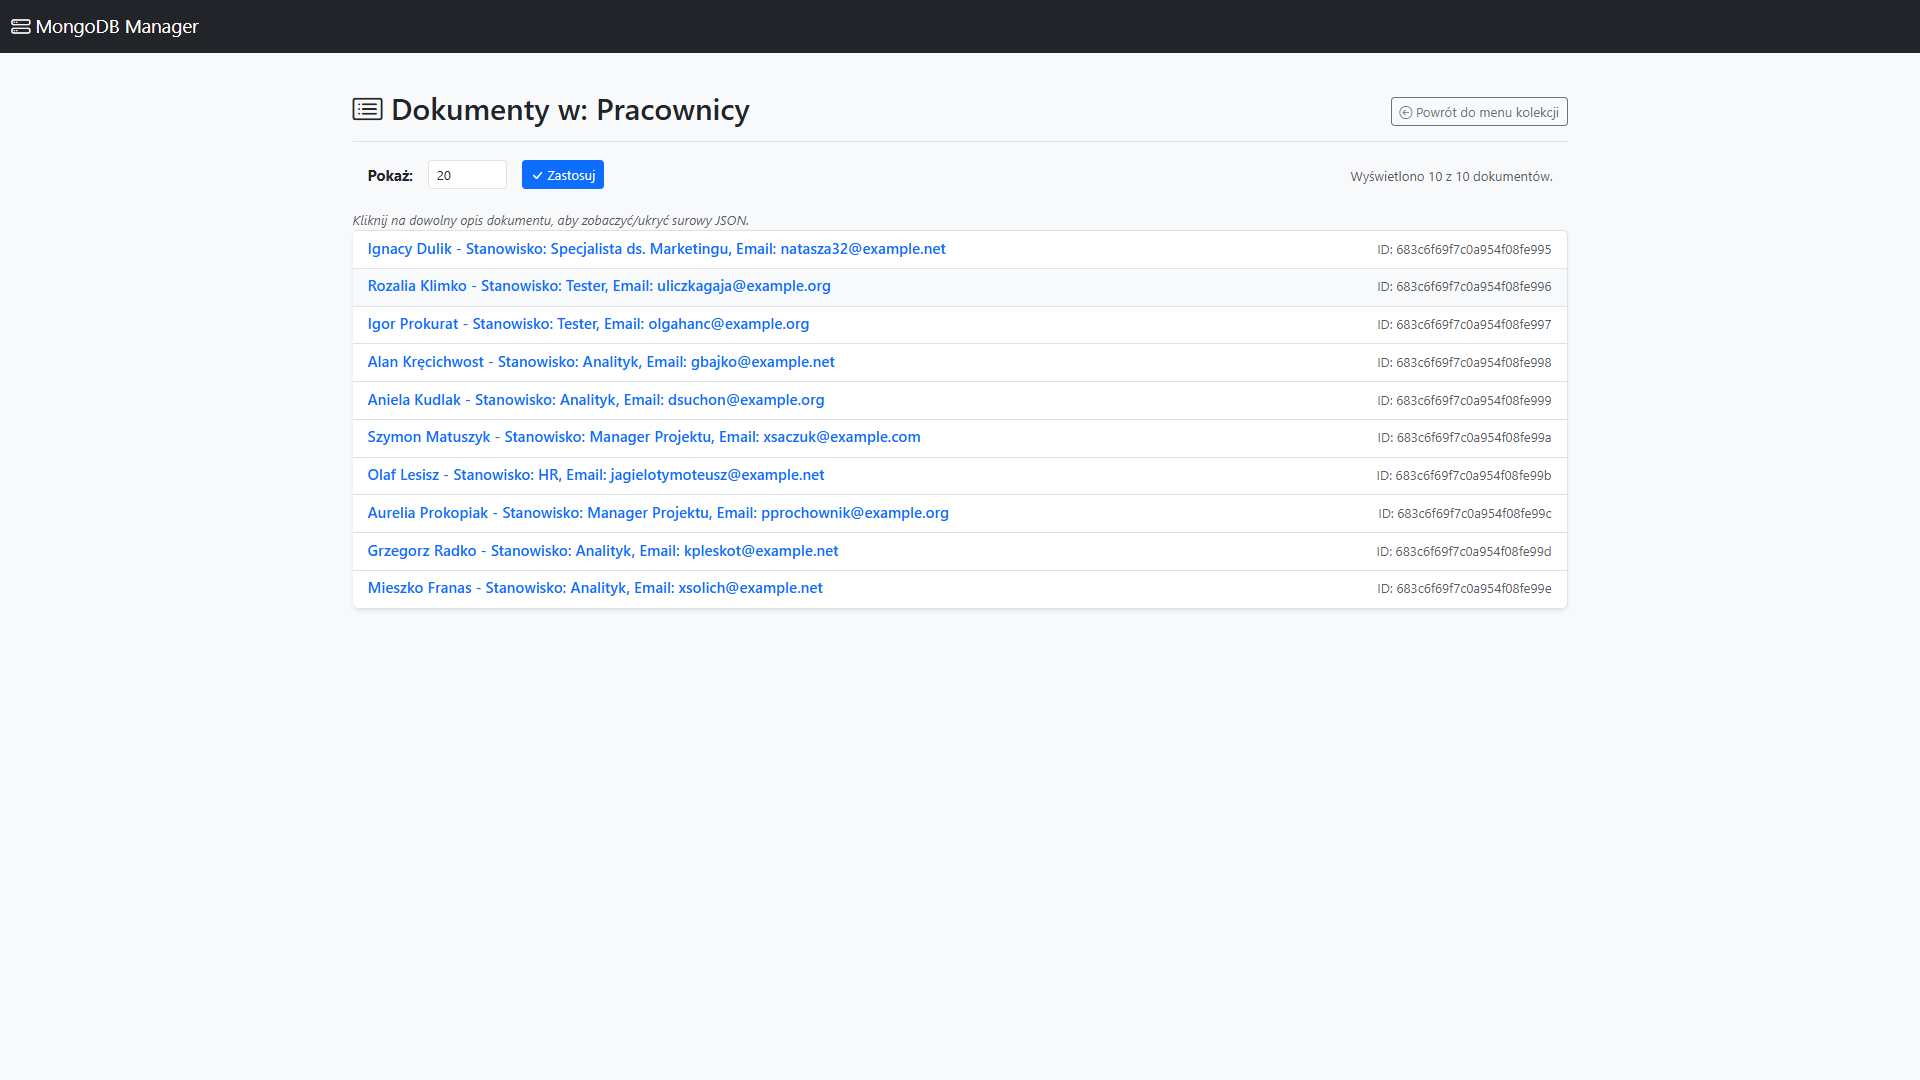 MongoDB Manager
Dokumenty w: Pracownicy
Powrót do menu kolekcji
Pokaż: 20 Zastosuj Wyświetlono 10 z 10 dokumentów.
Kliknij na dowolny opis dokumentu, aby zobaczyć/ukryć surowy JSON.
Ignacy Dulik - Stanowisko: Specjalista ds. Marketingu, Email: natasza32@example.net ID: 683c6f69f7c0a954f08fe995
Rozalia Klimko - Stanowisko: Tester, Email: uliczkagaja@example.org ID: 683c6f69f7c0a954f08fe996
Igor Prokurat - Stanowisko: Tester, Email: olgahanc@example.org ID: 683c6f69f7c0a954f08fe997
Alan Kręcichwost - Stanowisko: Analityk, Email: gbajko@example.net ID: 683c6f69f7c0a954f08fe998
Aniela Kudlak - Stanowisko: Analityk, Email: dsuchon@example.org ID: 683c6f69f7c0a954f08fe999
Szymon Matuszyk - Stanowisko: Manager Projektu, Email: xsaczuk@example.com ID: 683c6f69f7c0a954f08fe99a
Olaf Lesisz - Stanowisko: HR, Email: jagielotymoteusz@example.net ID: 683c6f69f7c0a954f08fe99b
Aurelia Prokopiak - Stanowisko: Manager Projektu, Email: pprochownik@example.org ID: 683c6f69f7c0a954f08fe99c
Grzegorz Radko - Stanowisko: Analityk, Email: kpleskot@example.net ID: 683c6f69f7c0a954f08fe99d
Mieszko Franas - Stanowisko: Analityk, Email: xsolich@example.net ID: 683c6f69f7c0a954f08fe99e